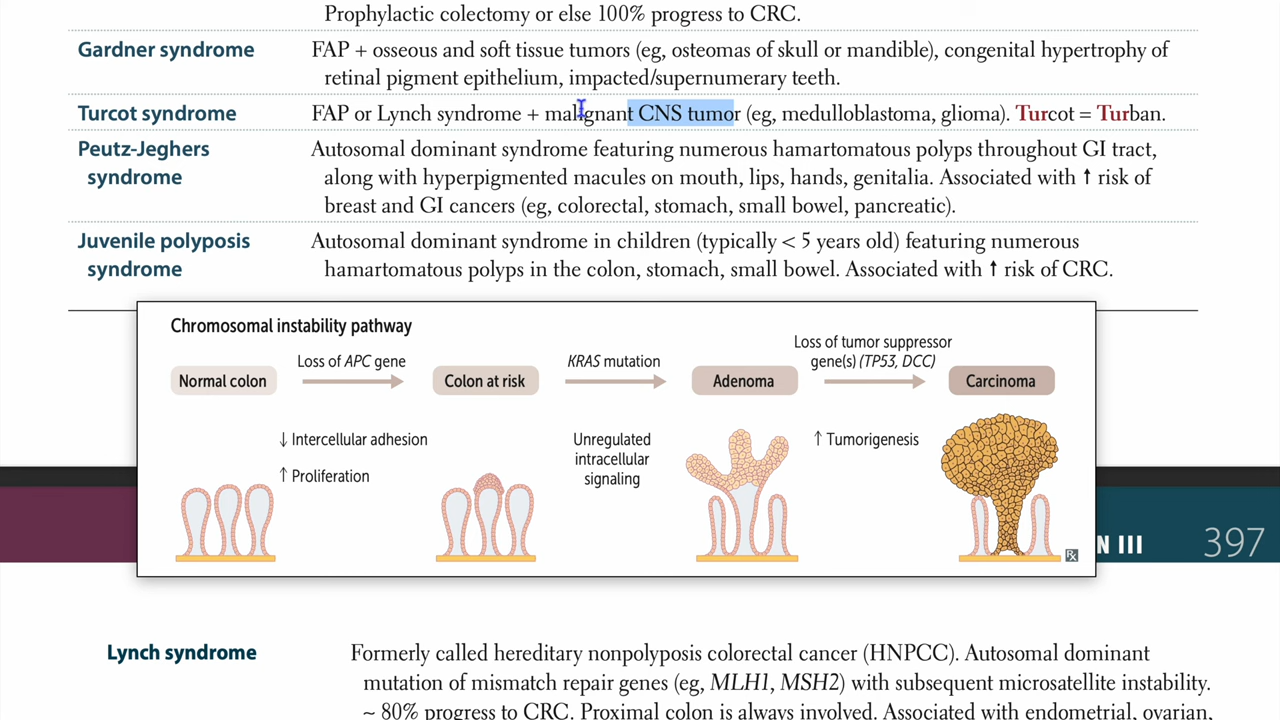 Prophylactic colectomy or else 100% progress to CRC.
Gardner syndrome
FAP + osseous and soft tissue tumors (eg, osteomas of skull or mandible), congenital hypertrophy of
retinal pigment epithelium, impacted/supernumerary teeth.
Turcot syndrome
FAP or Lynch syndrome + malignant CNS tumor (eg, medulloblastoma, glioma). Turcot = Turban.
Peutz-Jeghers
syndrome
Autosomal dominant syndrome featuring numerous hamartomatous polyps throughout GI tract,
along with hyperpigmented macules on mouth, lips, hands, genitalia. Associated with ↑ risk of
breast and GI cancers (eg, colorectal, stomach, small bowel, pancreatic).
Juvenile polyposis
syndrome
Autosomal dominant syndrome in children (typically < 5 years old) featuring numerous
hamartomatous polyps in the colon, stomach, small bowel. Associated with ↑ risk of CRC.
Chromosomal instability pathway
Normal colon
Loss of APC gene
Colon at risk
KRAS mutation
Adenoma
Loss of tumor suppressor
gene(s) (TP53, DCC)
Carcinoma
↓ Intercellular adhesion
↑ Proliferation
Unregulated
intracellular
signaling
↑ Tumorigenesis
Rx
N III
397
Lynch syndrome
Formerly called hereditary nonpolyposis colorectal cancer (HNPCC). Autosomal dominant
mutation of mismatch repair genes (eg, MLH1, MSH2) with subsequent microsatellite instability.
~ 80% progress to CRC. Proximal colon is always involved. Associated with endometrial, ovarian,